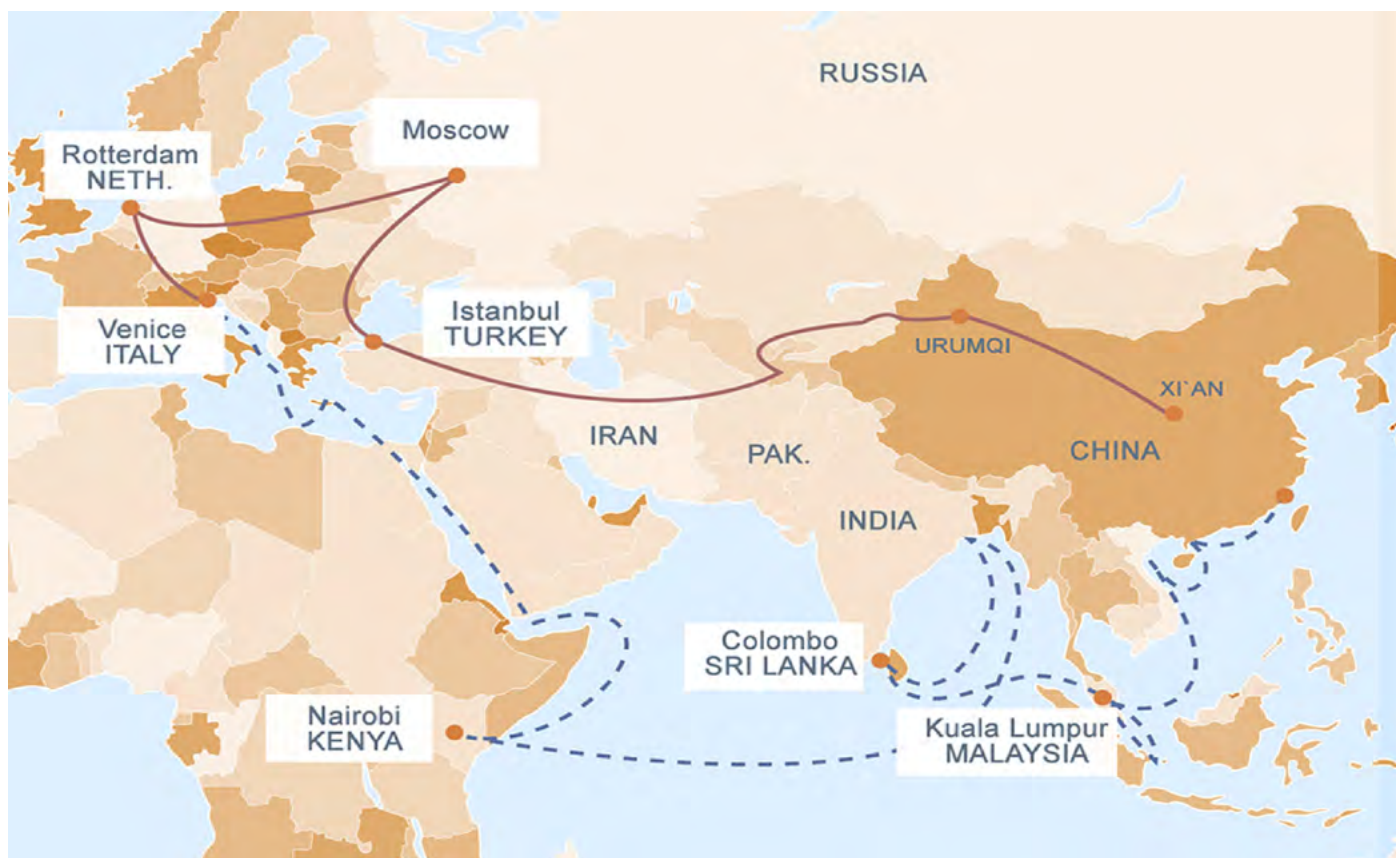 RUSSIA
Moscow
Rotterdam
NETH.
Istanbul
TURKEY
Venice
ITALY
URUMQI
XI`AN
IRAN
PAK.
CHINA
INDIA
Colombo
SRI LANKA
Nairobi
KENYA
Kuala Lumpur
MALAYSIA